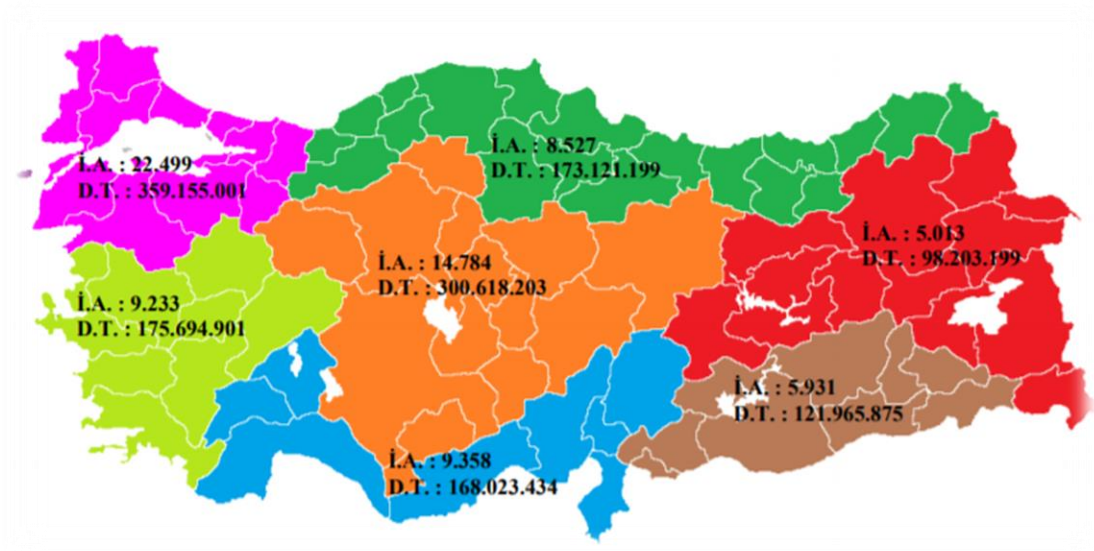 İ.A. : 22.499
D.T. : 359.155.001
İ.A. : 8.527
D.T. : 173.121.199
İ.A. : 5.013
D.T. : 98.203.199
İ.A. : 14.784
D.T. : 300.618.203
İ.A. : 9.233
D.T. : 175.694.901
İ.A. : 5.931
D.T. : 121.965.875
İ.A. : 9.358
D.T. : 168.023.434